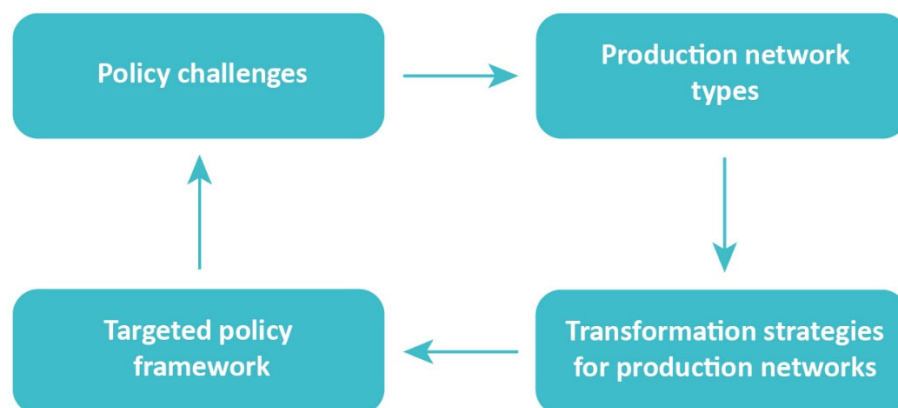 Policy challenges
Production network
types
Targeted policy
framework
Transformation strategies
for production networks